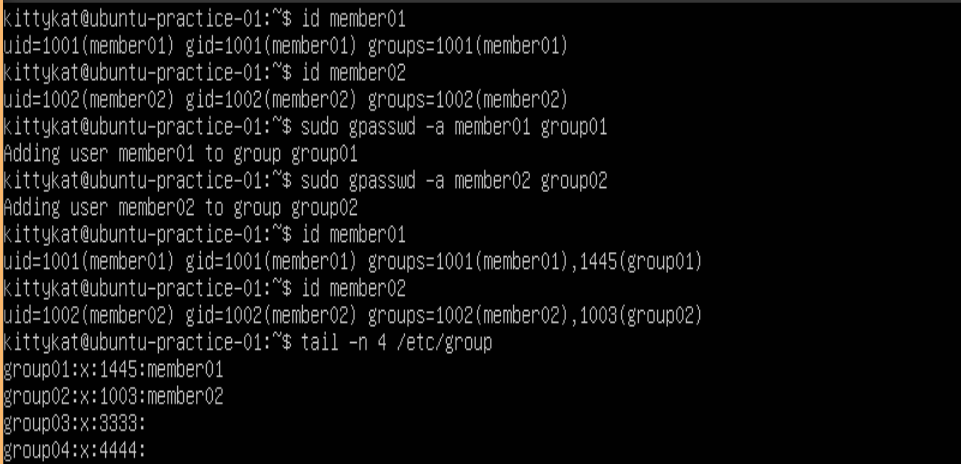 kittykat@ubuntu-practice-01:~$ id member01
uid=1001(member01) gid=1001(member01) groups=1001(member01)
kittykat@ubuntu-practice-01:~$ id member02
uid=1002(member02) gid=1002(member02) groups=1002(member02)
kittykat@ubuntu-practice-01:~$ sudo gpasswd -a member01 group01
Adding user member01 to group group01
kittykat@ubuntu-practice-01:~$ sudo gpasswd -a member02 group02
Adding user member02 to group group02
kittykat@ubuntu-practice-01:~$ id member01
uid=1001(member01) gid=1001(member01) groups=1001(member01),1445(group01)
kittykat@ubuntu-practice-01:~$ id member02
uid=1002(member02) gid=1002(member02) groups=1002(member02),1003(group02)
kittykat@ubuntu-practice-01:~$ tail -n 4 /etc/group
group01:x:1445:member01
group02:x:1003:member02
group03:x:3333:
group04:x:4444: